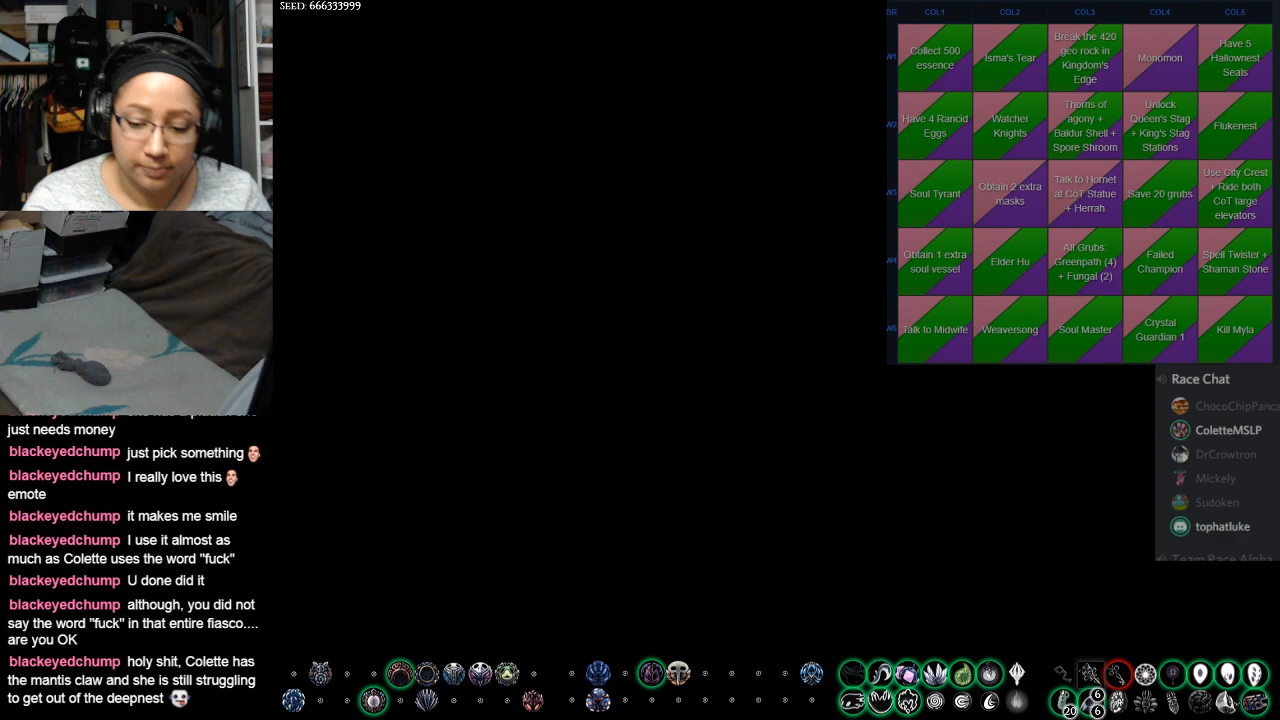 SEED: 666333999
COL1 COL2 COL3 COL4 COL5
Collect 500 essence
Isma's Tear
Break the 420 geo rock in Kingdom's Edge
Monomon
Have 5 Hallownest Seals
Have 4 Rancid Eggs
Watcher Knights
Thorns of agony + Baldur Shell + Spore Shroom
Unlock Queen's Stag + King's Stag Stations
Flukenest
Soul Tyrant
Obtain 2 extra masks
Talk to Hornet at CoT Statue + Herrah
Save 20 grubs
Use City Crest + Ride both CoT large elevators
Obtain 1 extra soul vessel
Elder Hu
All Grubs: Greenpath (4) + Fungal (2)
Failed Champion
Spell Twister + Shaman Stone
Talk to Midwife
Weaversong
Soul Master
Crystal Guardian 1
Kill Myla
Race Chat
ChocoChipPanca
ColetteMSLP
DrCrowtron
Mickely
Sudoken
tophatluke
Team Race Alpha
just needs money
blackeyedchump just pick something
blackeyedchump I really love this
emote
blackeyedchump it makes me smile
blackeyedchump I use it almost as
much as Colette uses the word "fuck"
blackeyedchump U done did it
blackeyedchump although, you did not
say the word "fuck" in that entire fiasco....
are you OK
blackeyedchump holy shit, Colette has
the mantis claw and she is still struggling
to get out of the deepnest
20 6
6